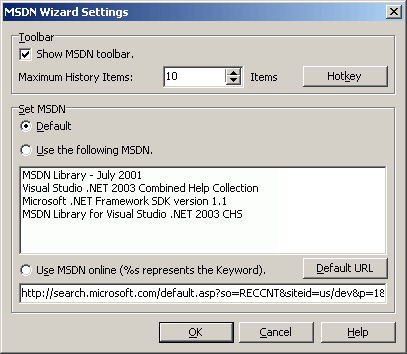 MSDN Wizard Settings
Toolbar
Show MSDN toolbar.
Maximum History Items: 10 Items Hotkey
Set MSDN
Default
Use the following MSDN.
MSDN Library - July 2001
Visual Studio .NET 2003 Combined Help Collection
Microsoft .NET Framework SDK version 1.1
MSDN Library for Visual Studio .NET 2003 CHS
Use MSDN online (%s represents the Keyword). Default URL
http://search.microsoft.com/default.asp?so=RECCNT&siteid=us/dev&p=18
OK Cancel Help